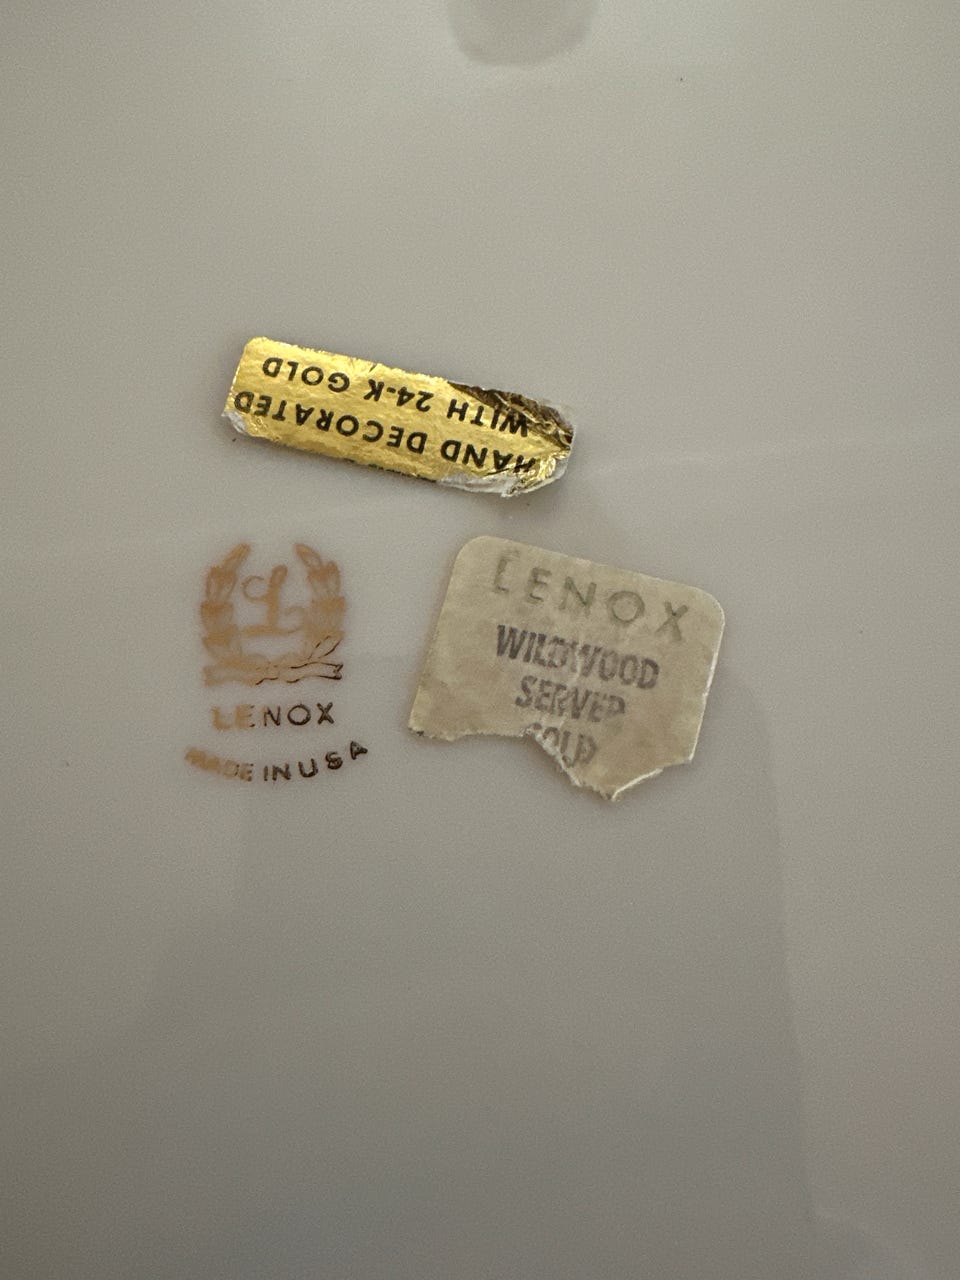 HAND DECORATED
WITH 24-K GOLD
L
LENOX
MADE IN USA
LENOX
WILDWOOD
SERVER
GOLD